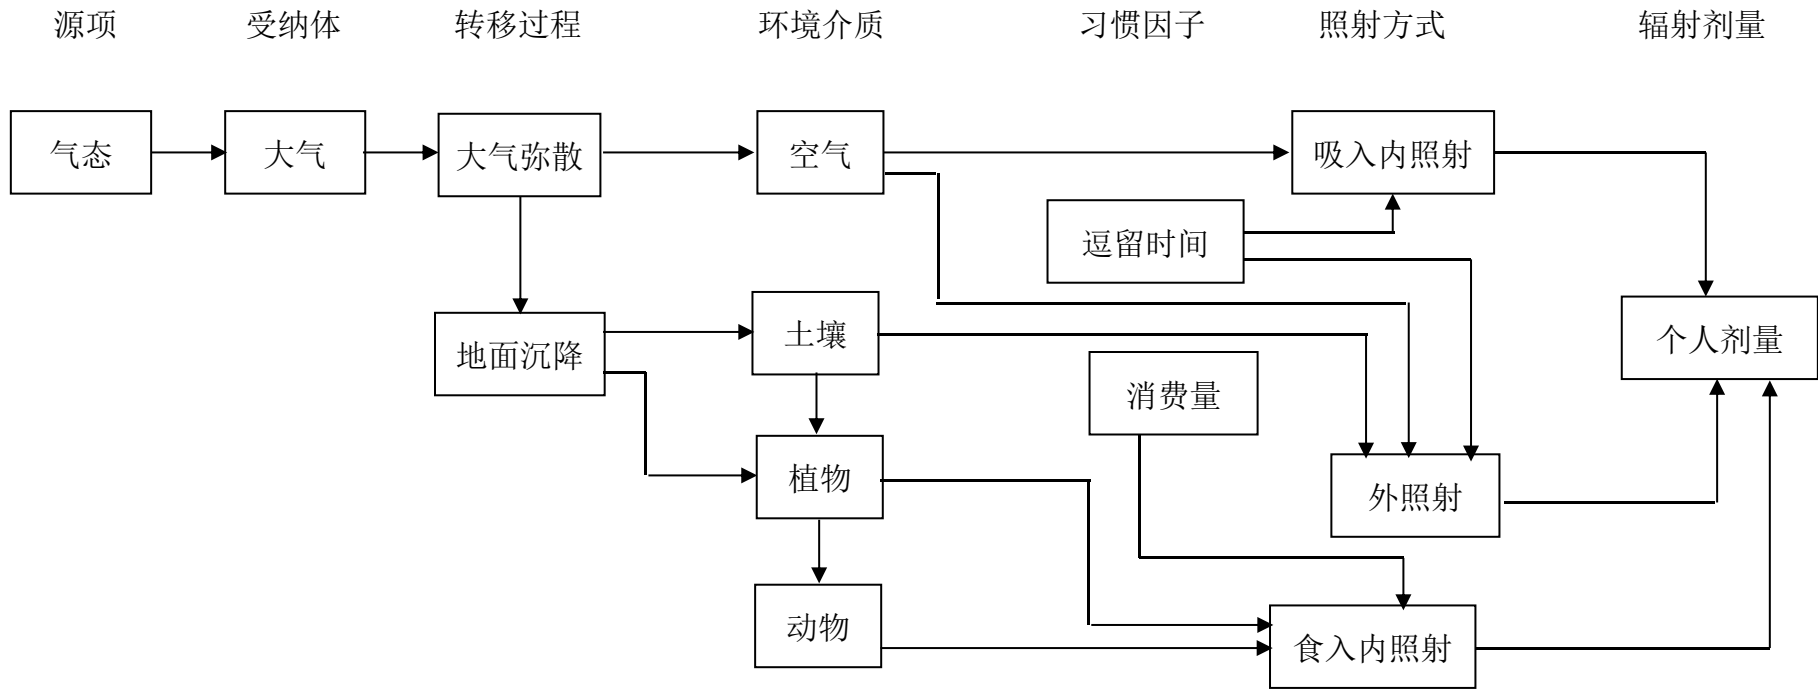 源项 受纳体 转移过程 环境介质 习惯因子 照射方式 辐射剂量
气态 大气 大气弥散 空气 吸入内照射
逗留时间
地面沉降 土壤 个人剂量
消费量
植物 外照射
动物 食入内照射